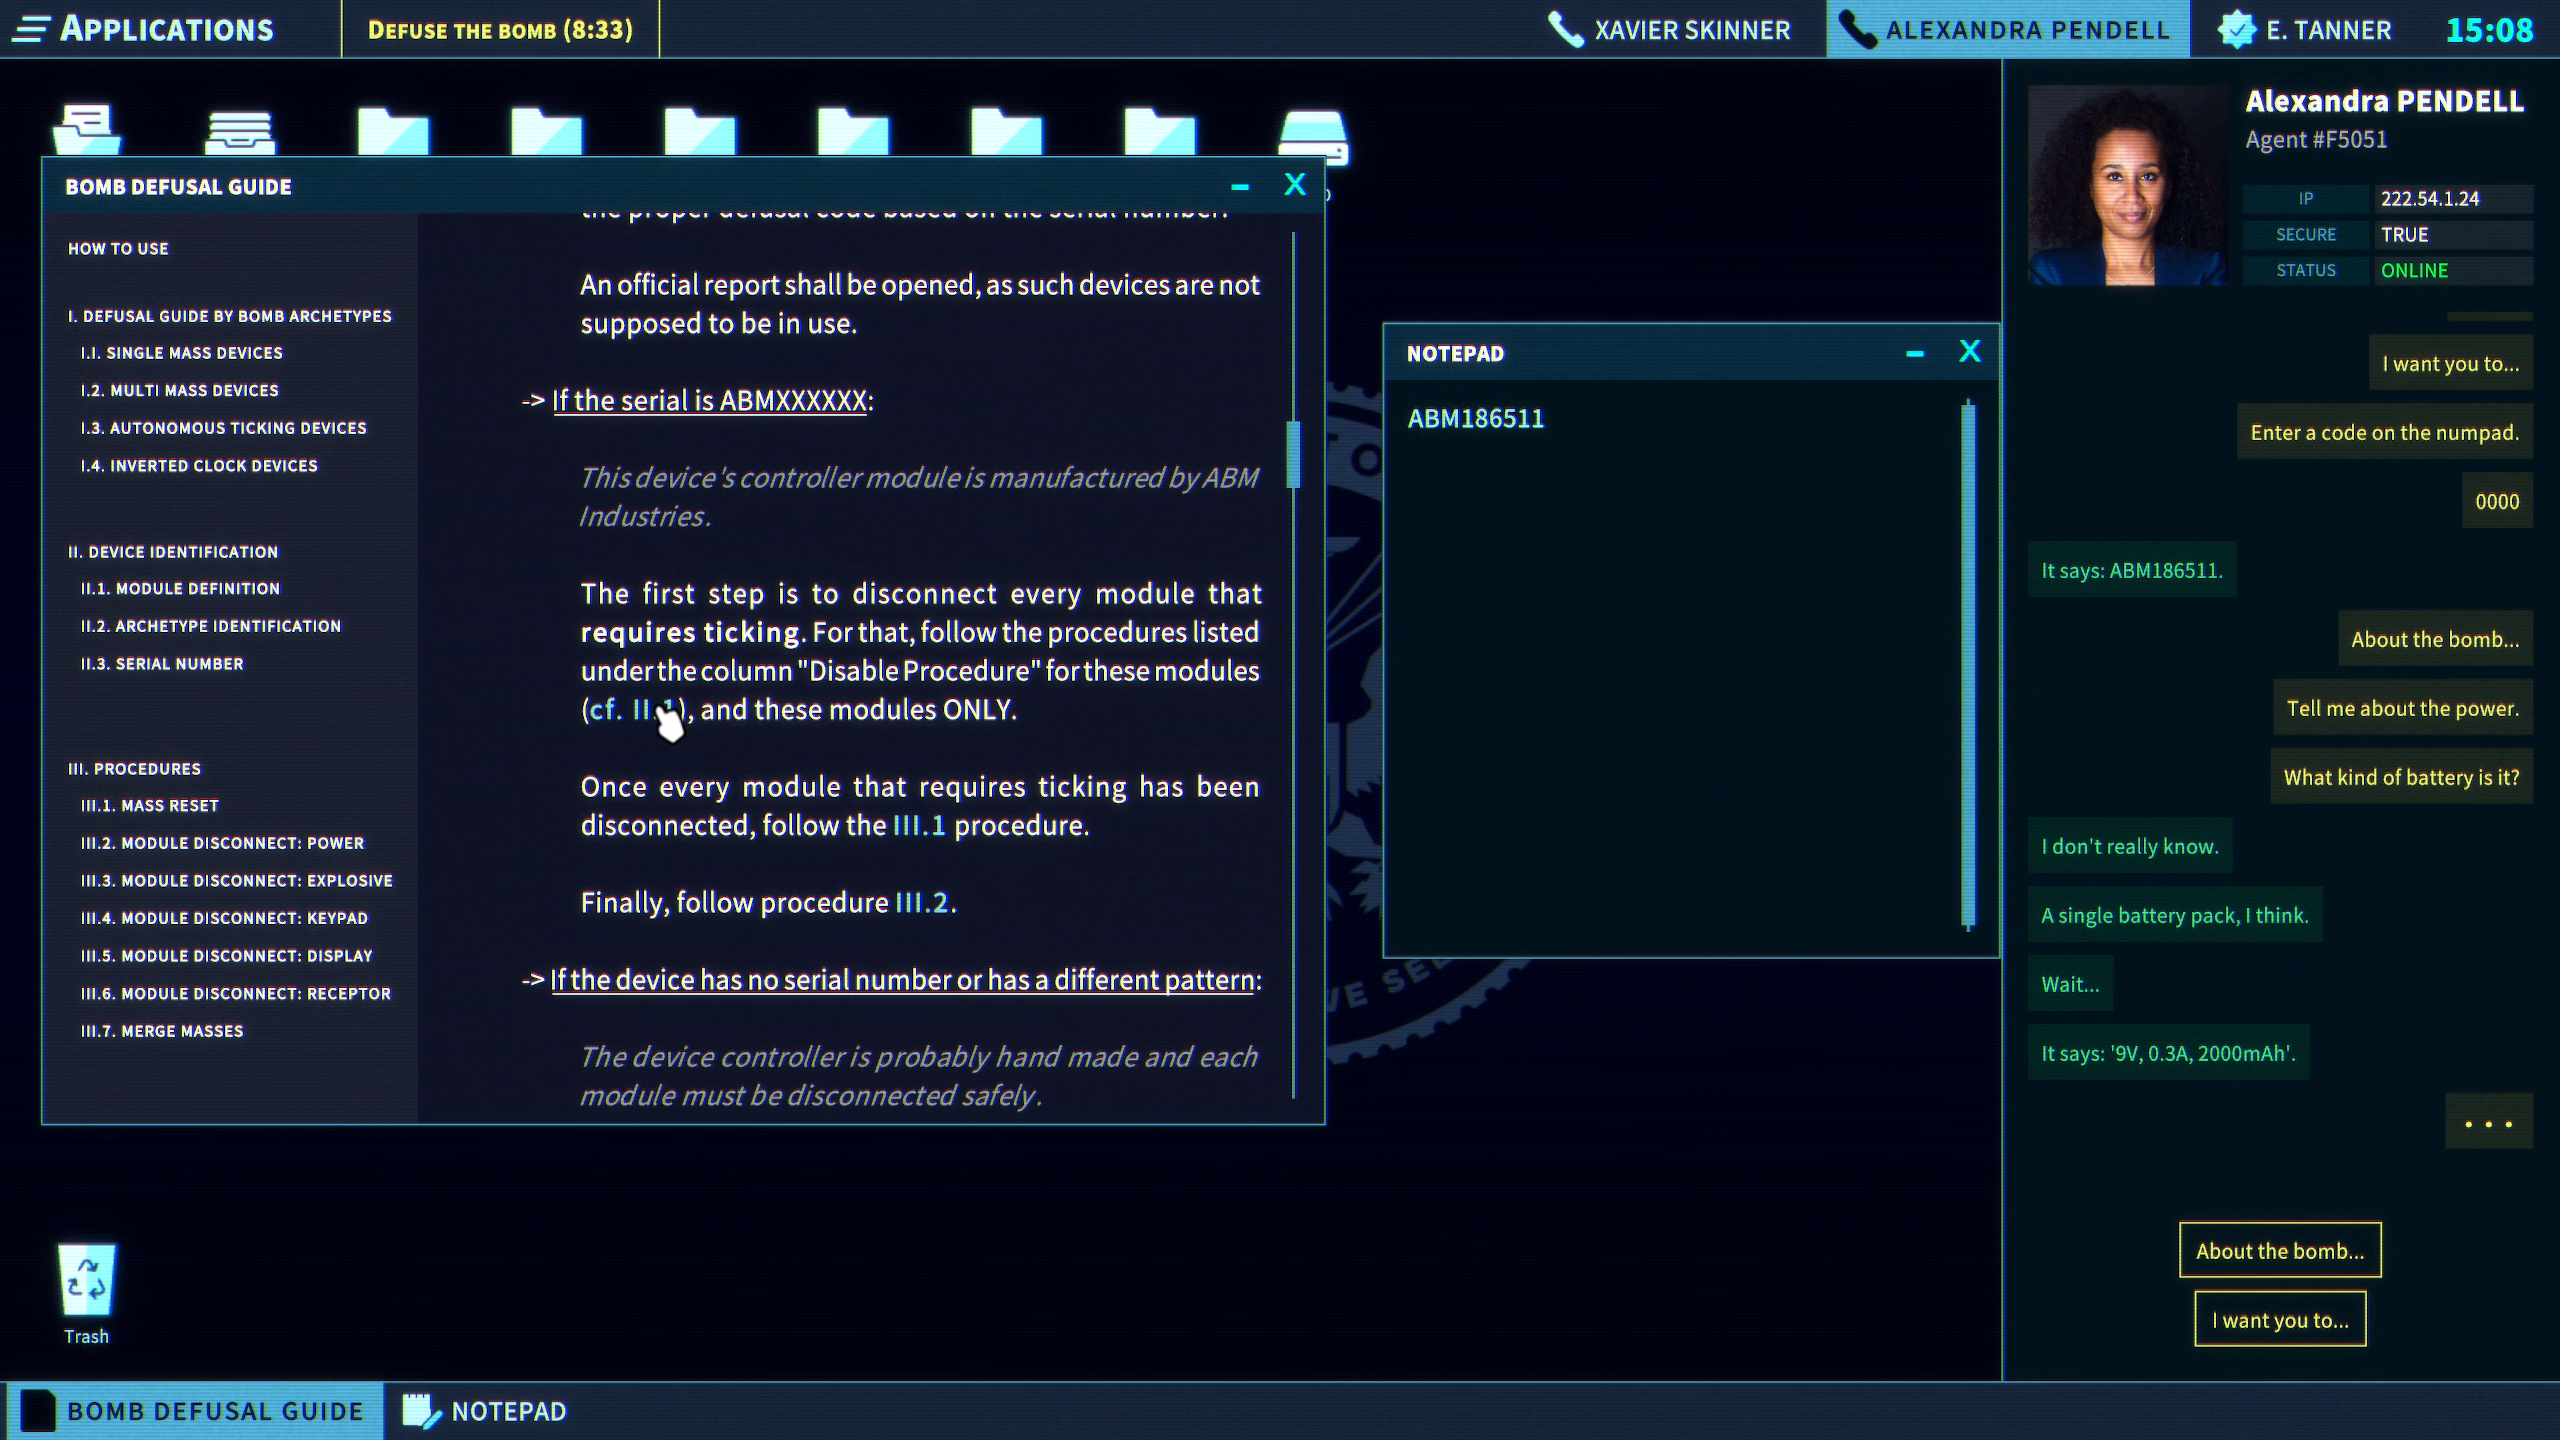 APPLICATIONS
DEFUSE THE BOMB (8:33)
XAVIER SKINNER
ALEXANDRA PENDELL
E. TANNER
15:08
BOMB DEFUSAL GUIDE
HOW TO USE
I. DEFUSAL GUIDE BY BOMB ARCHETYPES
I.I. SINGLE MASS DEVICES
I.2. MULTI MASS DEVICES
I.3. AUTONOMOUS TICKING DEVICES
I.4. INVERTED CLOCK DEVICES
II. DEVICE IDENTIFICATION
II.1. MODULE DEFINITION
II.2. ARCHETYPE IDENTIFICATION
II.3. SERIAL NUMBER
III. PROCEDURES
III.1. MASS RESET
III.2. MODULE DISCONNECT: POWER
III.3. MODULE DISCONNECT: EXPLOSIVE
III.4. MODULE DISCONNECT: KEYPAD
III.5. MODULE DISCONNECT: DISPLAY
III.6. MODULE DISCONNECT: RECEPTOR
III.7. MERGE MASSES
the proper defusal code based on the serial number.
An official report shall be opened, as such devices are not
supposed to be in use.
-> If the serial is ABMXXXXXX:
This device's controller module is manufactured by ABM
Industries.
The first step is to disconnect every module that
requires ticking. For that, follow the procedures listed
under the column "Disable Procedure" for these modules
(cf. II.1), and these modules ONLY.
Once every module that requires ticking has been
disconnected, follow the III.1 procedure.
Finally, follow procedure III.2.
-> If the device has no serial number or has a different pattern:
The device controller is probably hand made and each
module must be disconnected safely.
NOTEPAD
ABM186511
Alexandra PENDELL
Agent #F5051
IP 222.54.1.24
SECURE TRUE
STATUS ONLINE
I want you to...
Enter a code on the numpad.
0000
It says: ABM186511.
About the bomb...
Tell me about the power.
What kind of battery is it?
I don't really know.
A single battery pack, I think.
Wait...
It says: '9V, 0.3A, 2000mAh'.
...
About the bomb...
I want you to...
Trash
BOMB DEFUSAL GUIDE
NOTEPAD